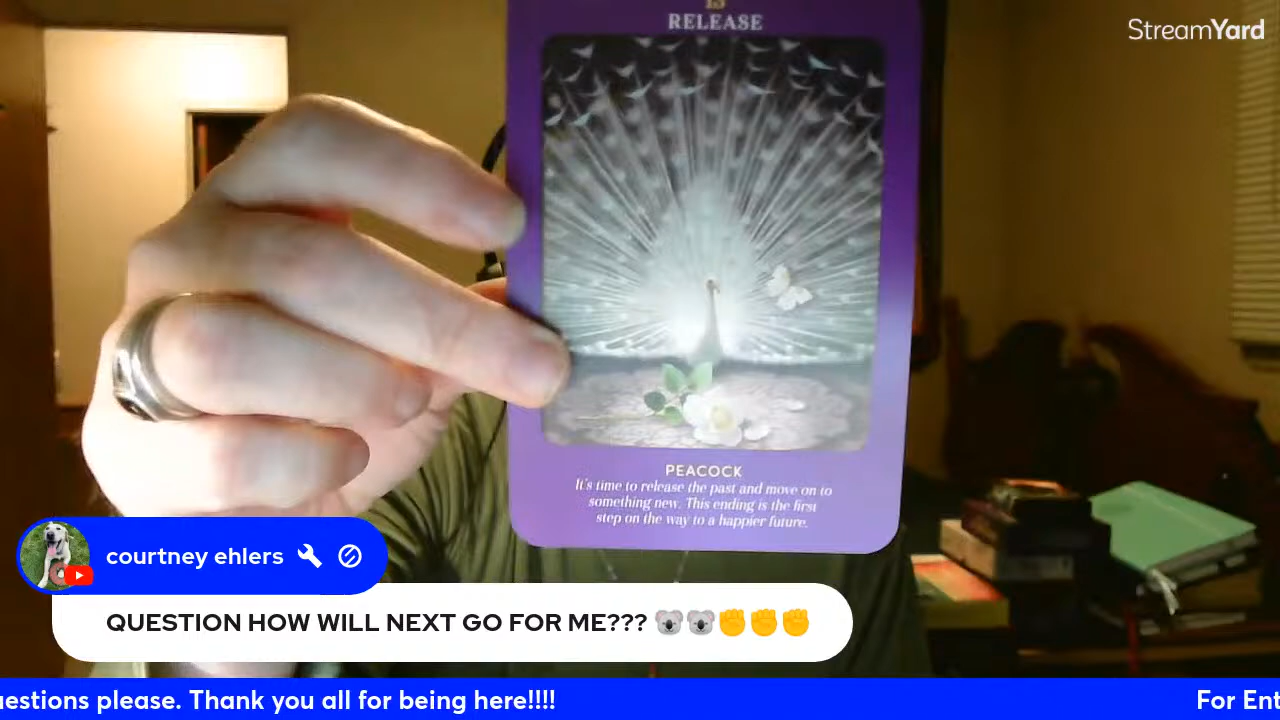 13
RELEASE
StreamYard
PEACOCK
It's time to release the past and move on to
something new. This ending is the first
step on the way to a happier future.
courtney ehlers
QUESTION HOW WILL NEXT GO FOR ME??? 🐨🐨✊✊✊
uestions please. Thank you all for being here!!!! For Ent